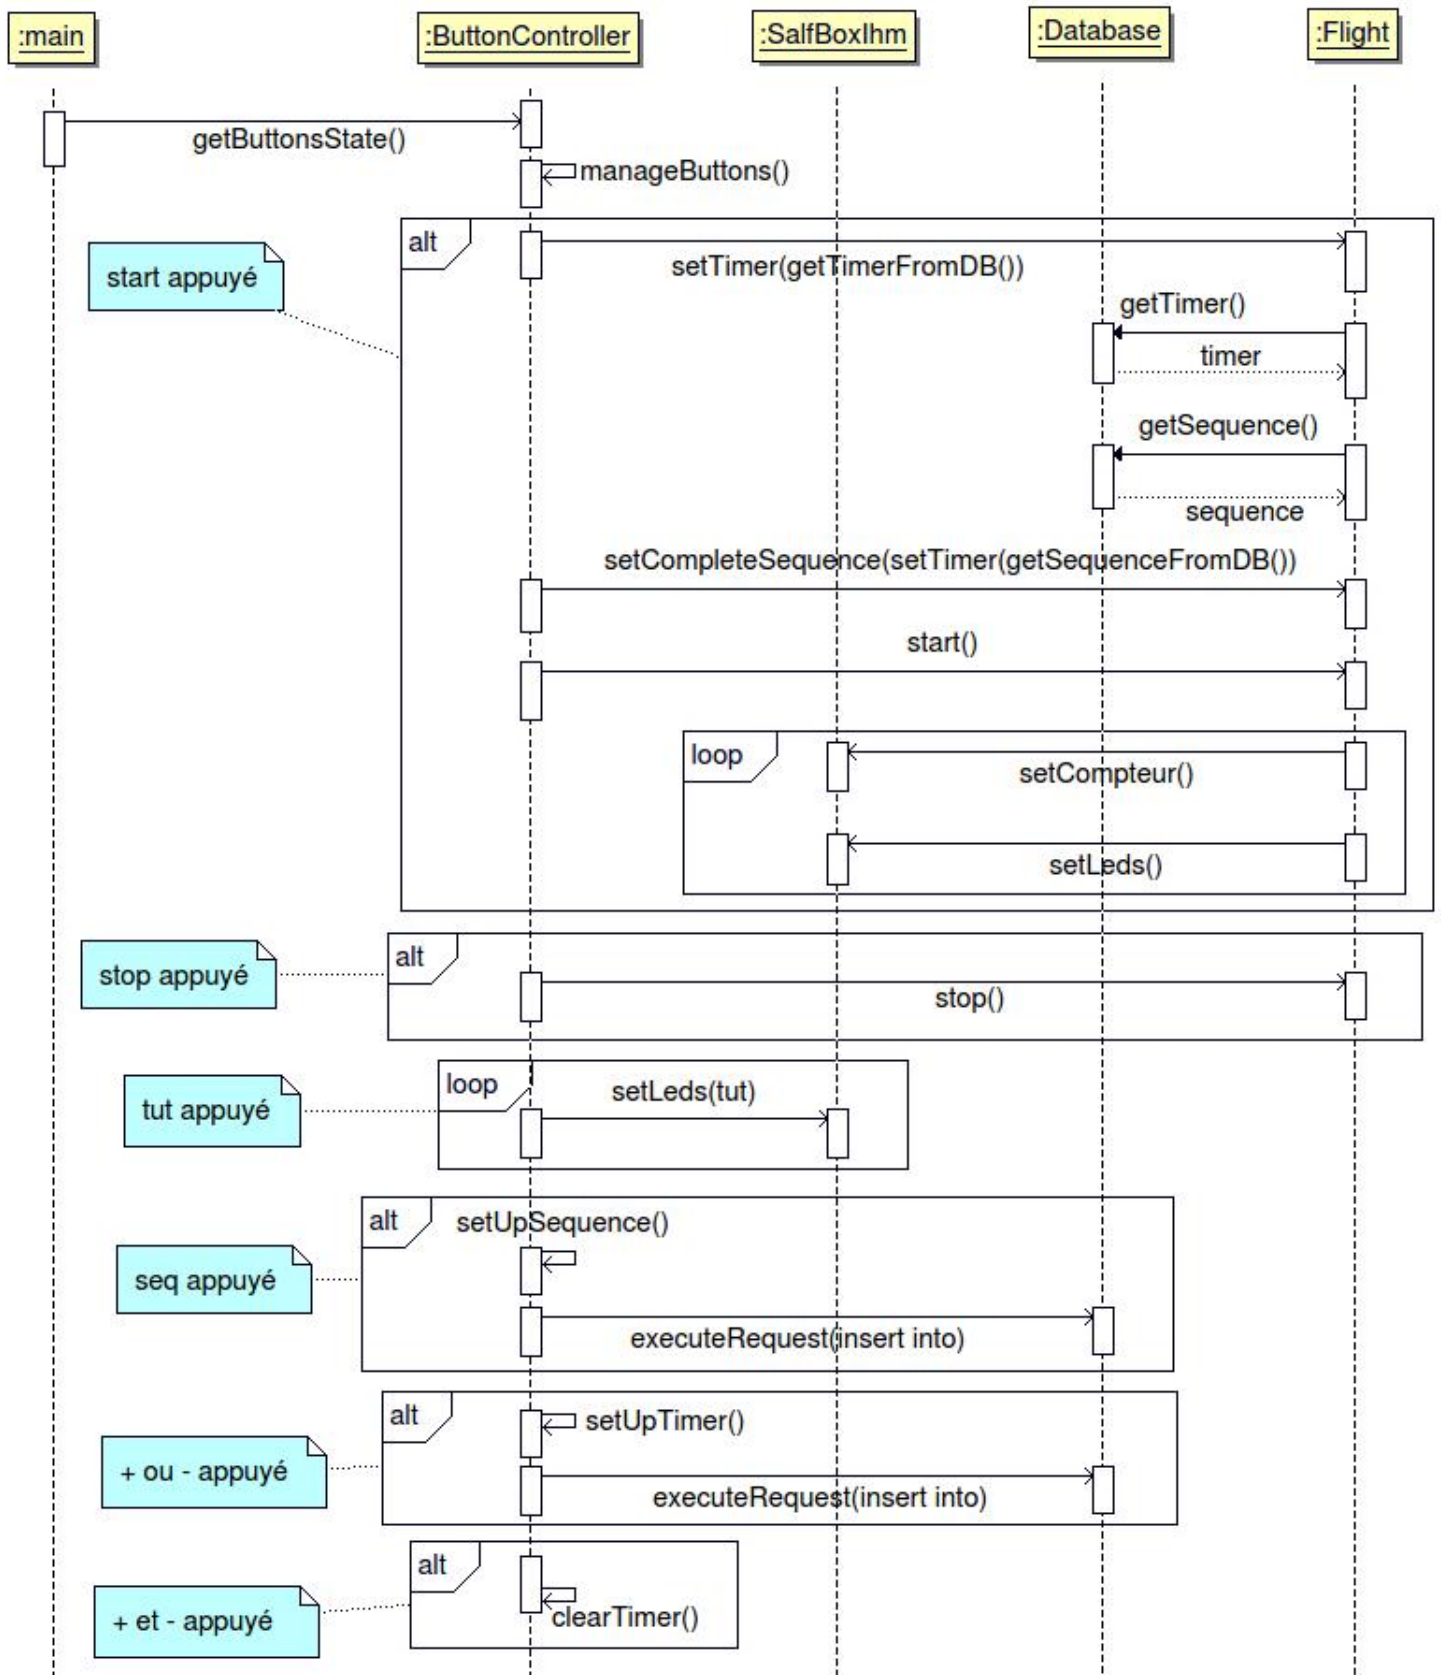 :main
:ButtonController
:SalfBoxIhm
:Database
:Flight
getButtonsState()
manageButtons()
alt
start appuyé
setTimer(getTimerFromDB())
getTimer()
timer
getSequence()
sequence
setCompleteSequence(setTimer(getSequenceFromDB())
start()
loop
setCompteur()
setLeds()
alt
stop appuyé
stop()
loop
setLeds(tut)
tut appuyé
alt
setUpSequence()
seq appuyé
executeRequest(insert into)
alt
setUpTimer()
+ ou - appuyé
executeRequest(insert into)
alt
+ et - appuyé
clearTimer()